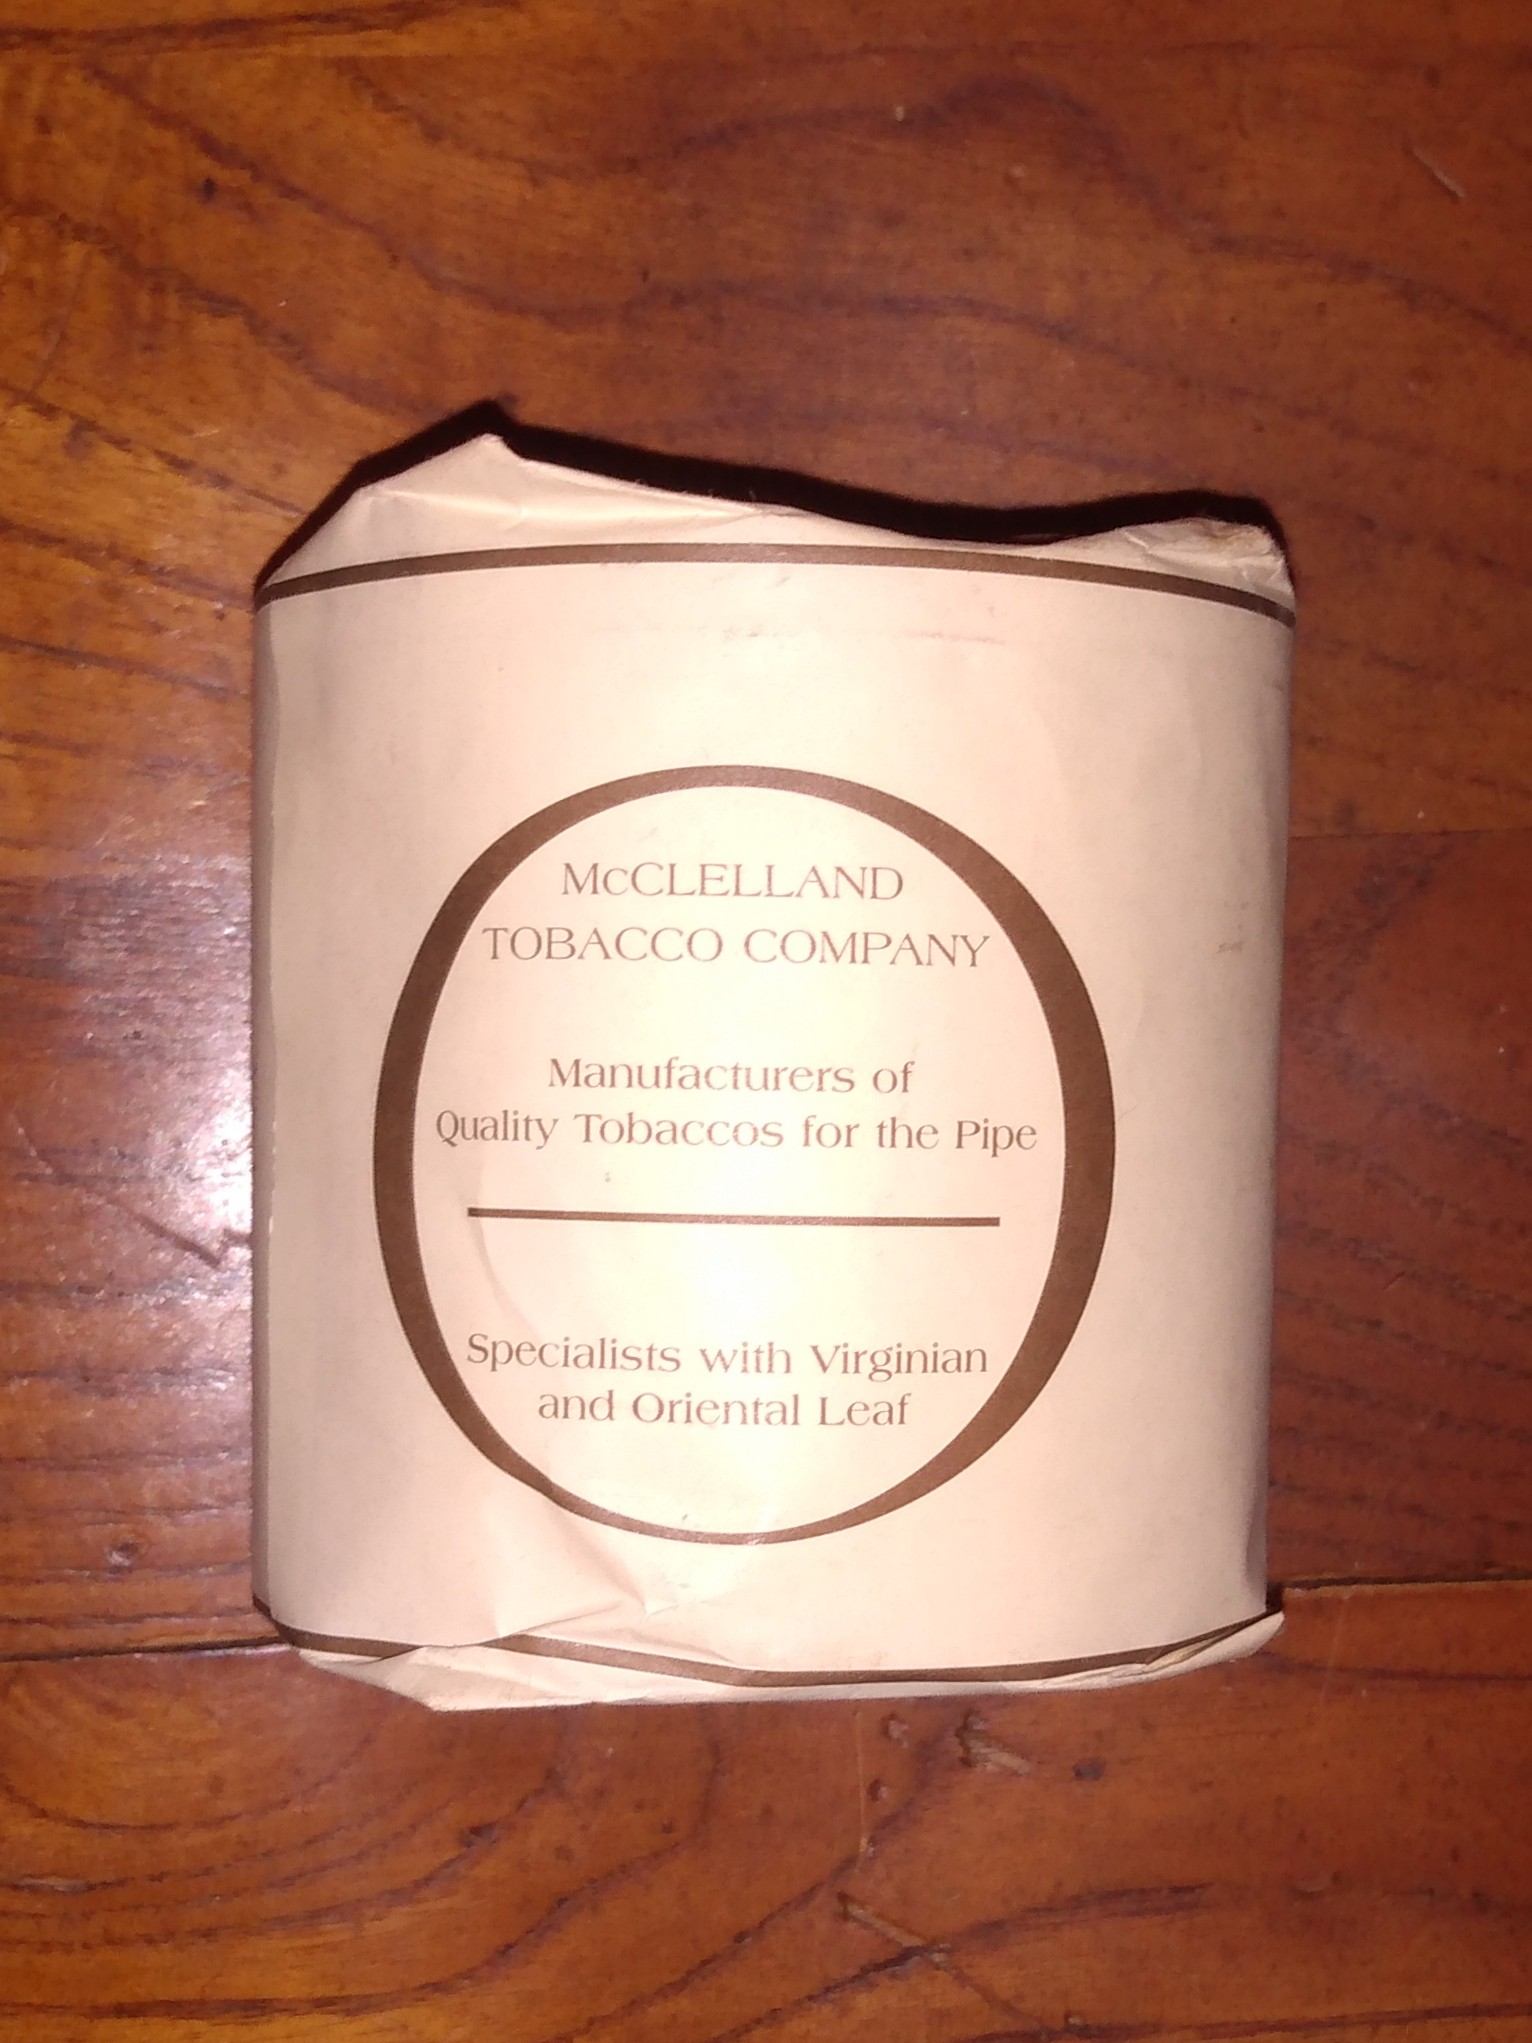 McCLELLAND
TOBACCO COMPANY
Manufacturers of
Quality Tobaccos for the Pipe
Specialists with Virginian
and Oriental Leaf